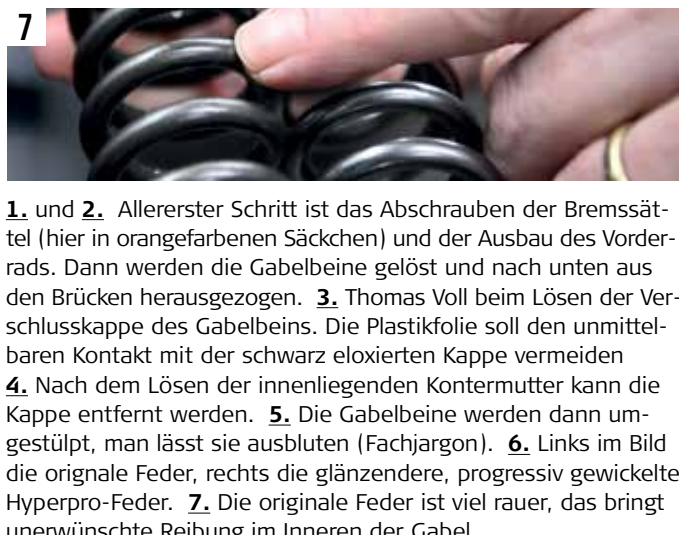 7
1. und 2. Allererster Schritt ist das Abschrauben der Bremssät-
tel (hier in orangefarbenen Säckchen) und der Ausbau des Vorder-
rads. Dann werden die Gabelbeine gelöst und nach unten aus
den Brücken herausgezogen. 3. Thomas Voll beim Lösen der Ver-
schlusskappe des Gabelbeins. Die Plastikfolie soll den unmittel-
baren Kontakt mit der schwarz eloxierten Kappe vermeiden
4. Nach dem Lösen der innenliegenden Kontermutter kann die
Kappe entfernt werden. 5. Die Gabelbeine werden dann um-
gestülpt, man lässt sie ausbluten (Fachjargon). 6. Links im Bild
die orignale Feder, rechts die glänzendere, progressiv gewickelte
Hyperpro-Feder. 7. Die originale Feder ist viel rauer, das bringt
unerwünschte Reibung im Inneren der Gabel